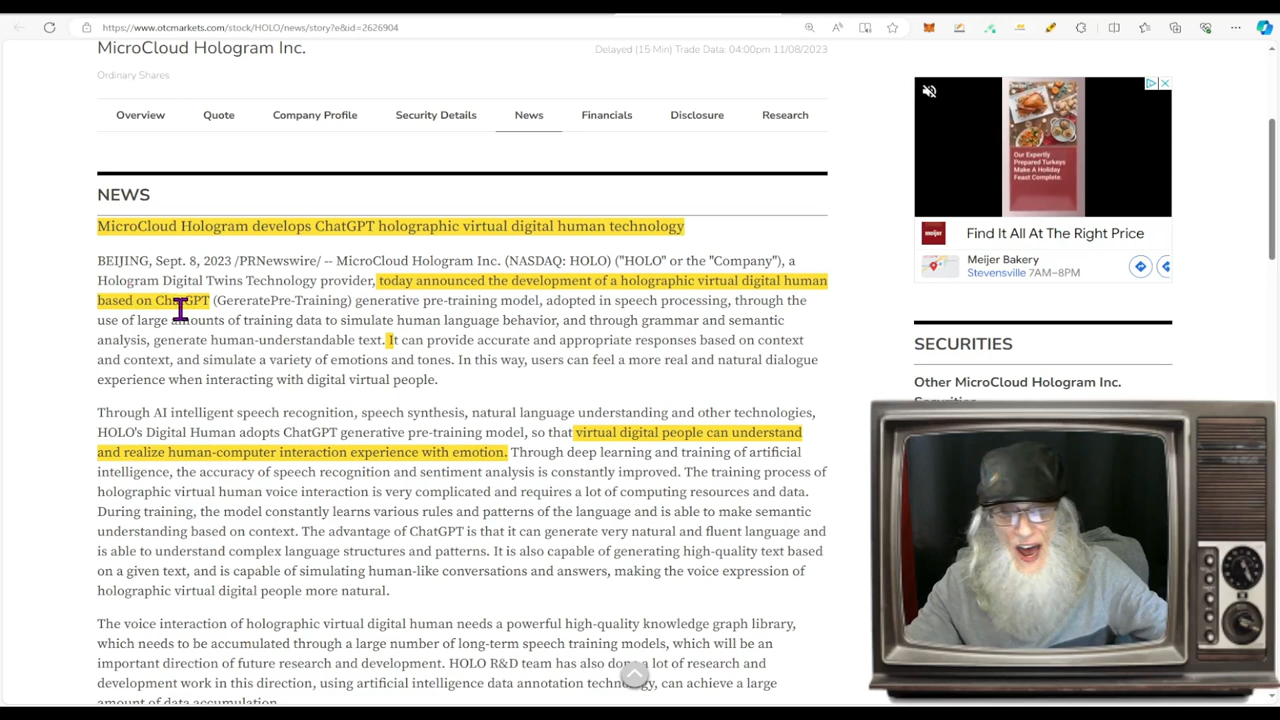 https://www.otcmarkets.com/stock/HOLO/news/story?e&id=2626904
MicroCloud Hologram Inc.
Delayed (15 Min) Trade Data: 04:00pm 11/08/2023
Ordinary Shares
Overview
Quote
Company Profile
Security Details
News
Financials
Disclosure
Research
NEWS
MicroCloud Hologram develops ChatGPT holographic virtual digital human technology
BEIJING, Sept. 8, 2023 /PRNewswire/ -- MicroCloud Hologram Inc. (NASDAQ: HOLO) ("HOLO" or the "Company"), a
Hologram Digital Twins Technology provider, today announced the development of a holographic virtual digital human
based on ChatGPT (GereratePre-Training) generative pre-training model, adopted in speech processing, through the
use of large amounts of training data to simulate human language behavior, and through grammar and semantic
analysis, generate human-understandable text. It can provide accurate and appropriate responses based on context
and context, and simulate a variety of emotions and tones. In this way, users can feel a more real and natural dialogue
experience when interacting with digital virtual people.
Through AI intelligent speech recognition, speech synthesis, natural language understanding and other technologies,
HOLO's Digital Human adopts ChatGPT generative pre-training model, so that virtual digital people can understand
and realize human-computer interaction experience with emotion. Through deep learning and training of artificial
intelligence, the accuracy of speech recognition and sentiment analysis is constantly improved. The training process of
holographic virtual human voice interaction is very complicated and requires a lot of computing resources and data.
During training, the model constantly learns various rules and patterns of the language and is able to make semantic
understanding based on context. The advantage of ChatGPT is that it can generate very natural and fluent language and
is able to understand complex language structures and patterns. It is also capable of generating high-quality text based
on a given text, and is capable of simulating human-like conversations and answers, making the voice expression of
holographic virtual digital people more natural.
The voice interaction of holographic virtual digital human needs a powerful high-quality knowledge graph library,
which needs to be accumulated through a large number of long-term speech training models, which will be an
important direction of future research and development. HOLO R&D team has also done a lot of research and
development work in this direction, using artificial intelligence data annotation technology, can achieve a large
amount of data accumulation.
Our Expertly
Prepared Turkeys
Make A Holiday
Feast Complete.
meijer
Find It All At The Right Price
Meijer Bakery
Stevensville 7AM–8PM
SECURITIES
Other MicroCloud Hologram Inc.
Securities